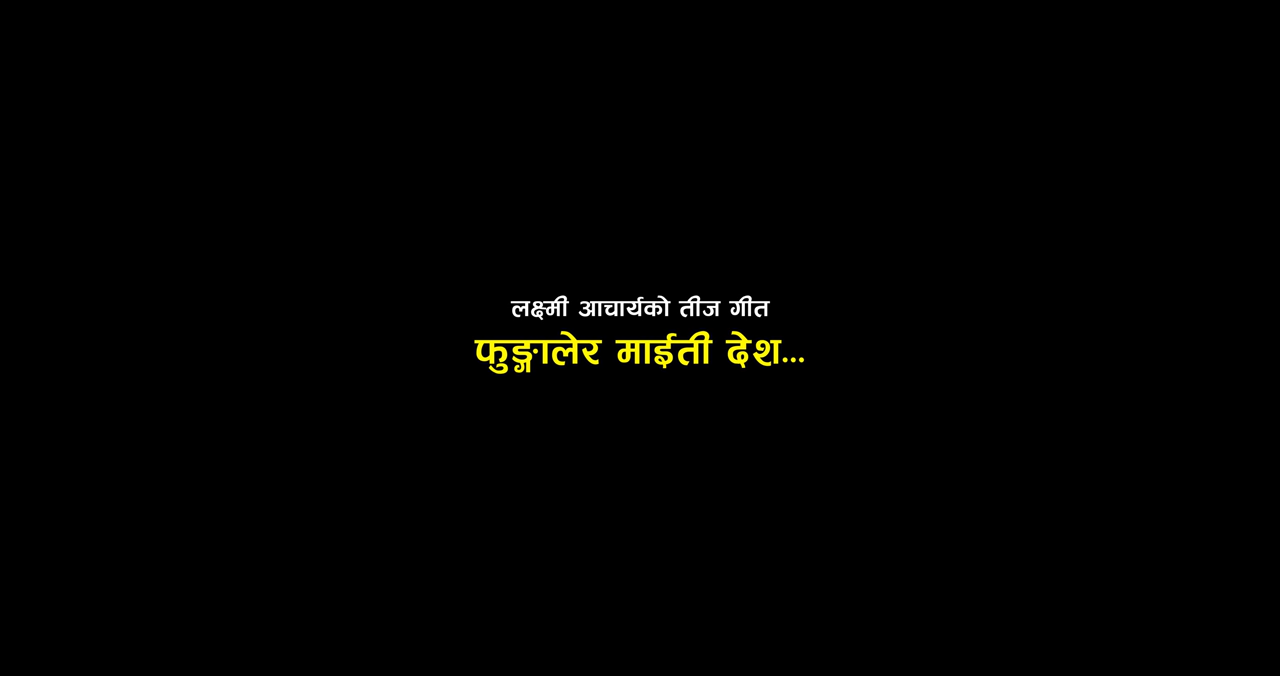 लक्ष्मी आचार्यको तीज गीत
फुङ्गालेर माईती देश...